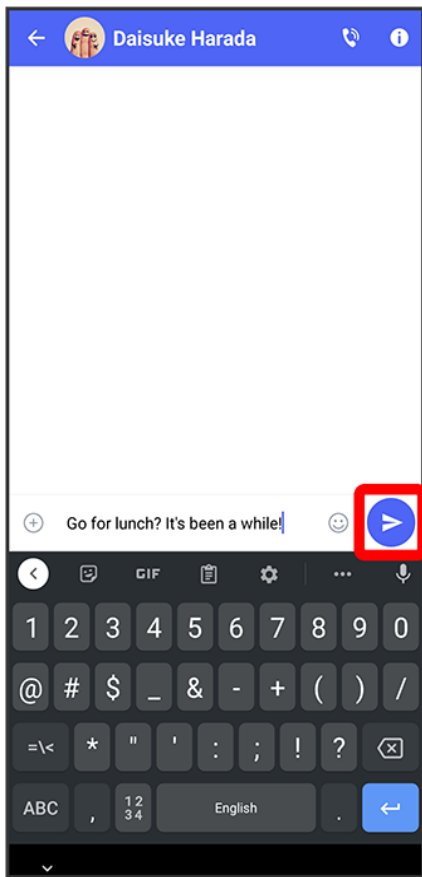 Daisuke Harada
Go for lunch? It's been a while!
GIF
1 2 3 4 5 6 7 8 9 0
@ # $ _ & - + ( ) /
=\< * " ' : ; ! ?
ABC , 12 34 English .